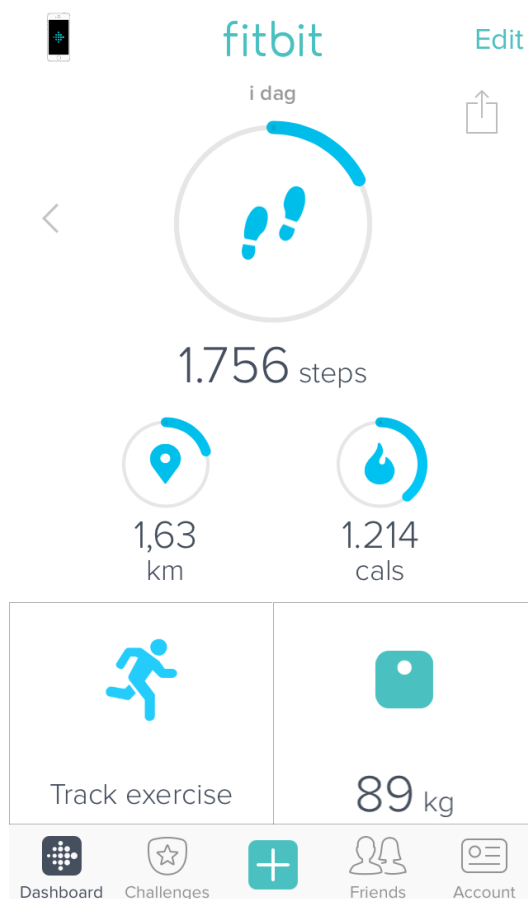 fitbit
Edit
i dag
1.756 steps
1,63
km
1.214
cals
Track exercise
89 kg
Dashboard
Challenges
Friends
Account